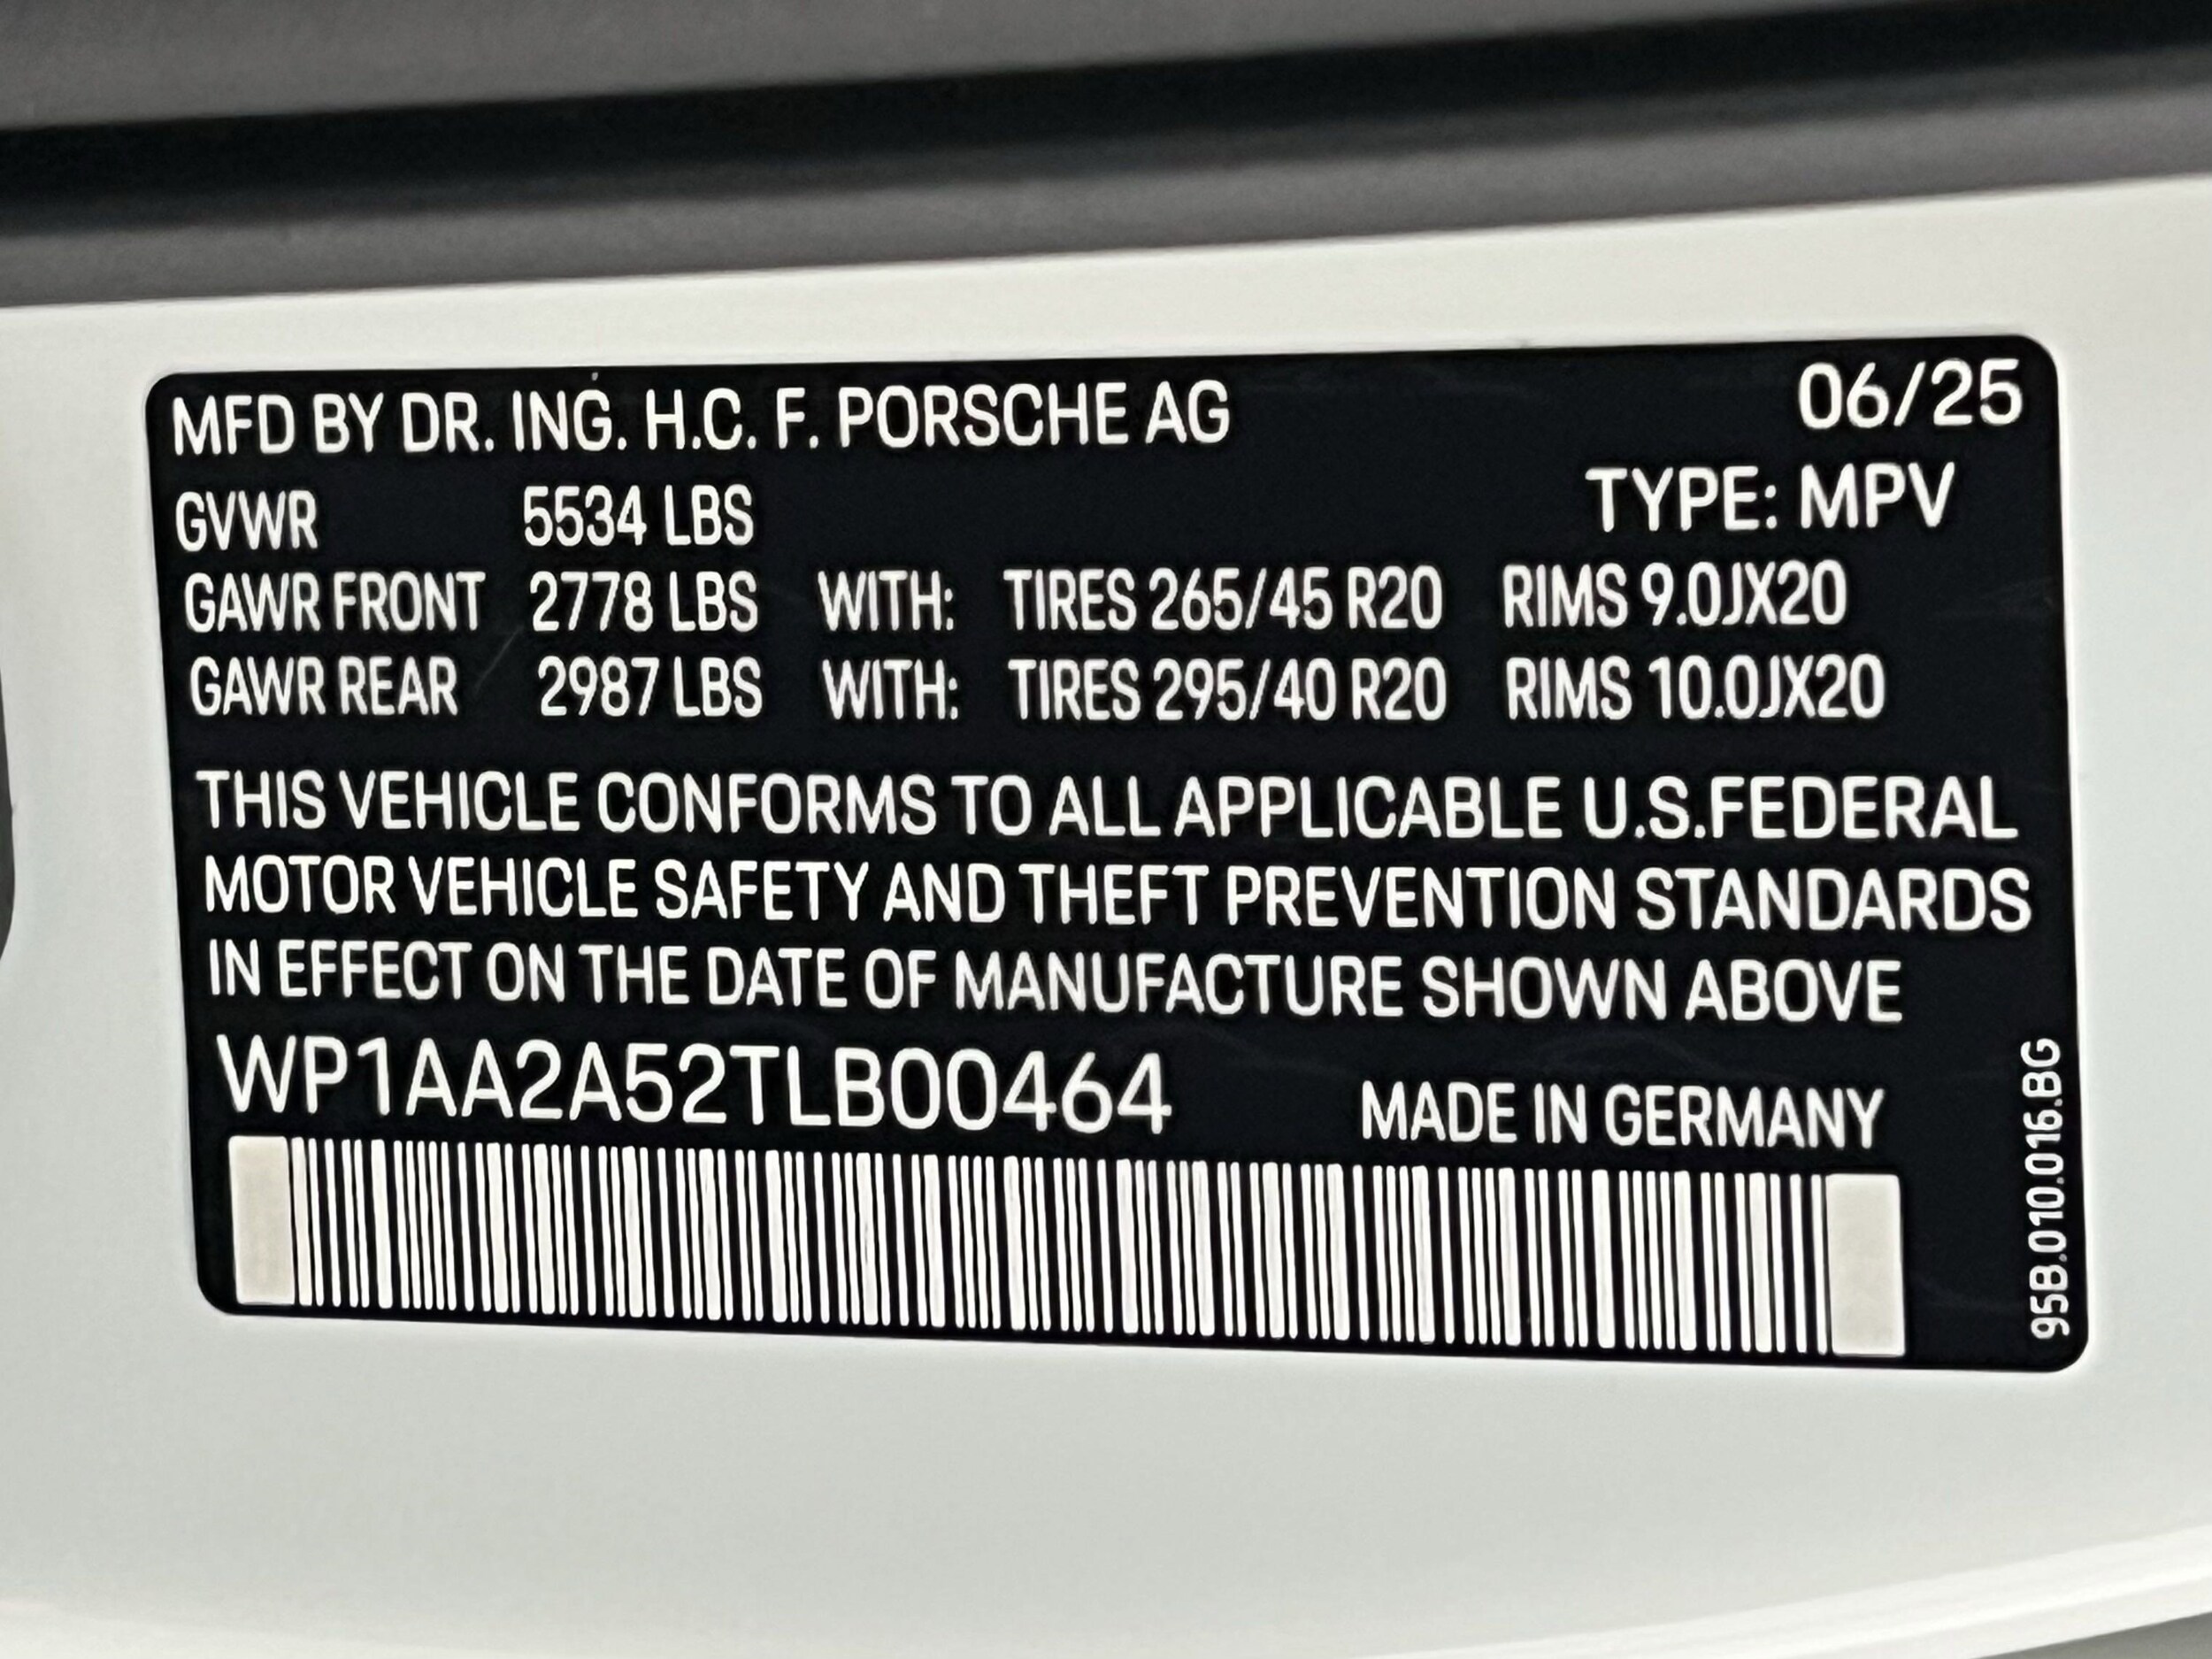 MFD BY DR. ING. H.C. F. PORSCHE AG 06/25
GVWR 5534 LBS TYPE: MPV
GAWR FRONT 2778 LBS WITH: TIRES 265/45 R20 RIMS 9.0JX20
GAWR REAR 2987 LBS WITH: TIRES 295/40 R20 RIMS 10.0JX20
THIS VEHICLE CONFORMS TO ALL APPLICABLE U.S.FEDERAL
MOTOR VEHICLE SAFETY AND THEFT PREVENTION STANDARDS
IN EFFECT ON THE DATE OF MANUFACTURE SHOWN ABOVE
WP1AA2A52TLB00464 MADE IN GERMANY
95B.010.016.BG